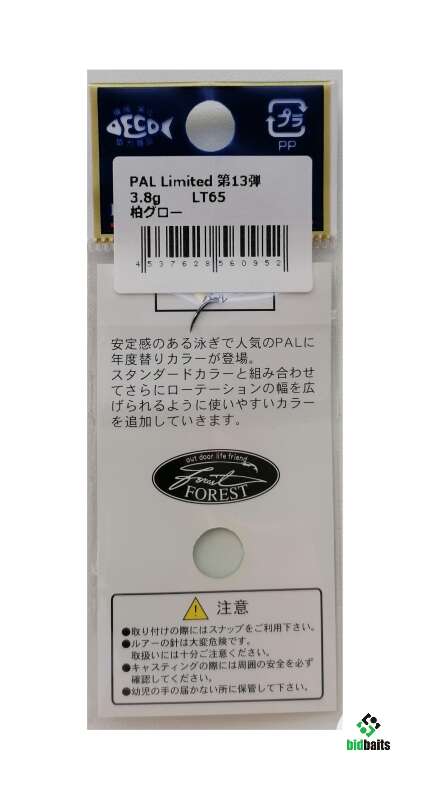 DECO
プラ
PP
PAL Limited 第13弾
3.8g LT65
柏グロー
4 537628 560952
安定感のある泳ぎで人気のPALに
年度替りカラーが登場。
スタンダードカラーと組み合わせ
てさらにローテーションの幅を広
げられるように使いやすいカラー
を追加していきます。
out door life friend
Forest
FOREST
注意
●取り付けの際にはスナップをご利用下さい。
●ルアーの針は大変危険です。
取扱いには十分ご注意ください。
●キャスティングの際には周囲の安全を必ず
確認してください。
●幼児の手の届かない所に保管して下さい。
bidbaits